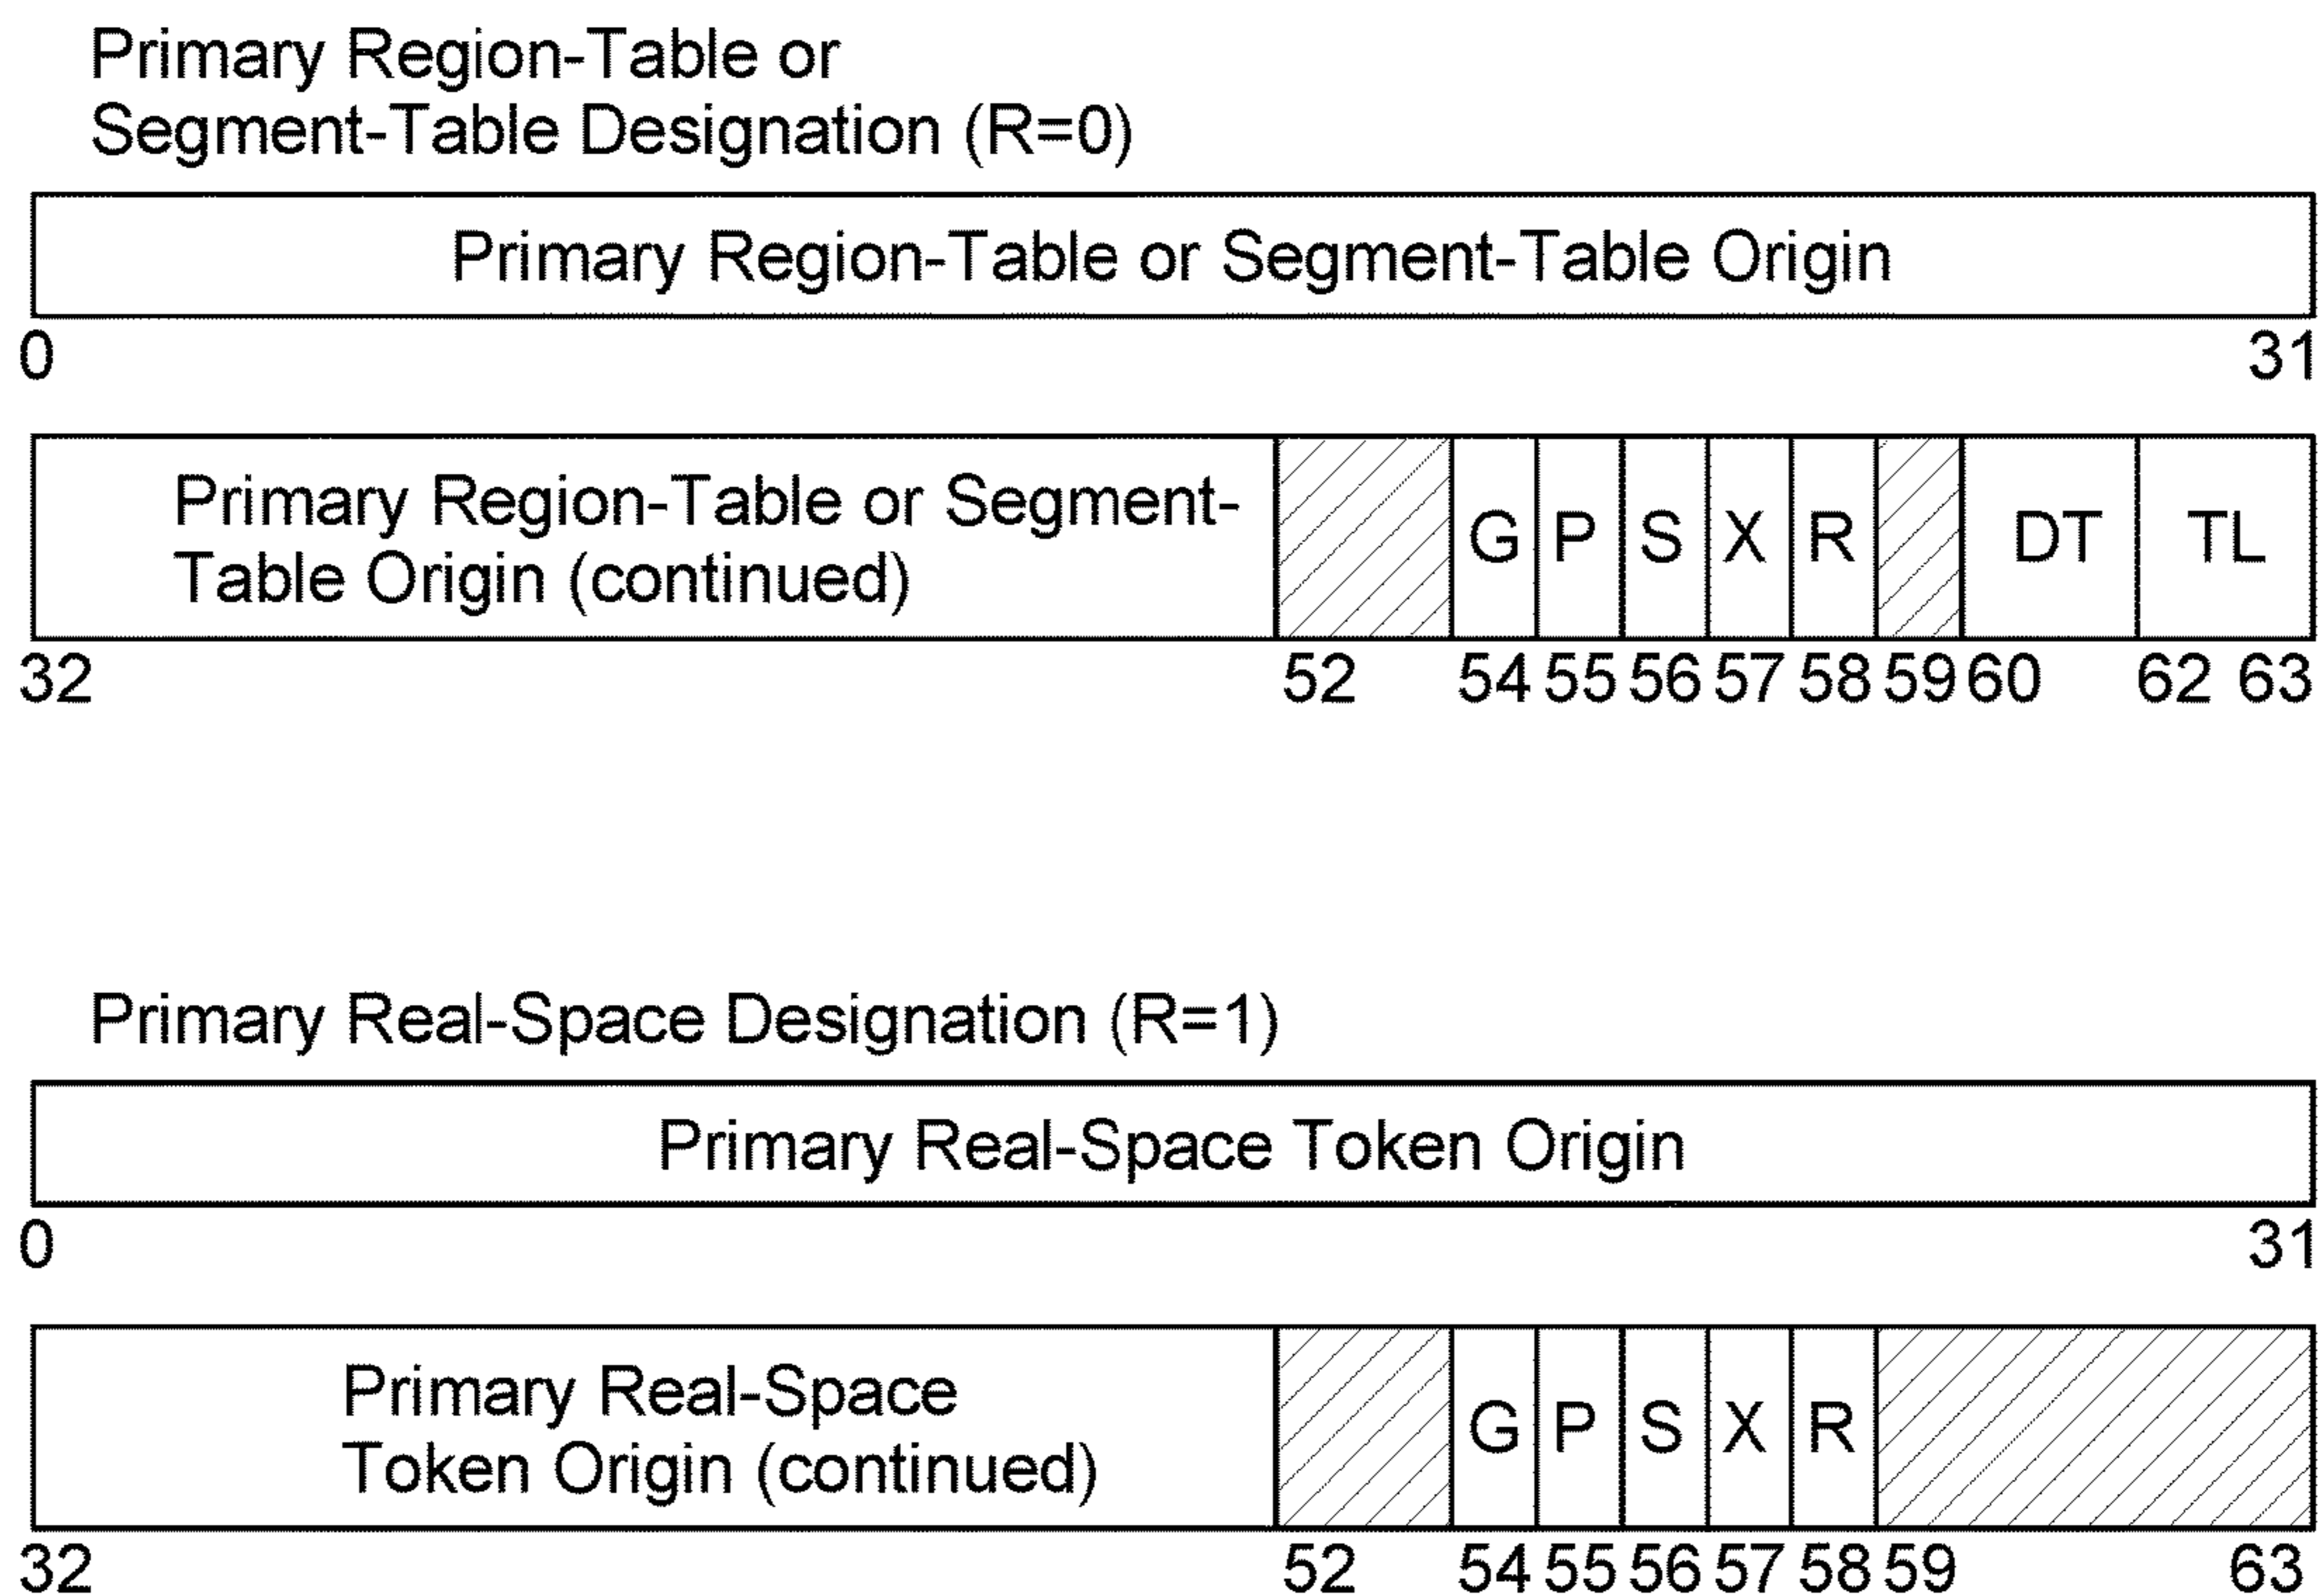 Primary Region-Table or
Segment-Table Designation (R=0)
Primary Region-Table or Segment-Table Origin
0 31
Primary Region-Table or Segment-
Table Origin (continued)
G P S X R DT TL
32 52 54 55 56 57 58 59 60 62 63
Primary Real-Space Designation (R=1)
Primary Real-Space Token Origin
0 31
Primary Real-Space
Token Origin (continued)
G P S X R
32 52 54 55 56 57 58 59 63